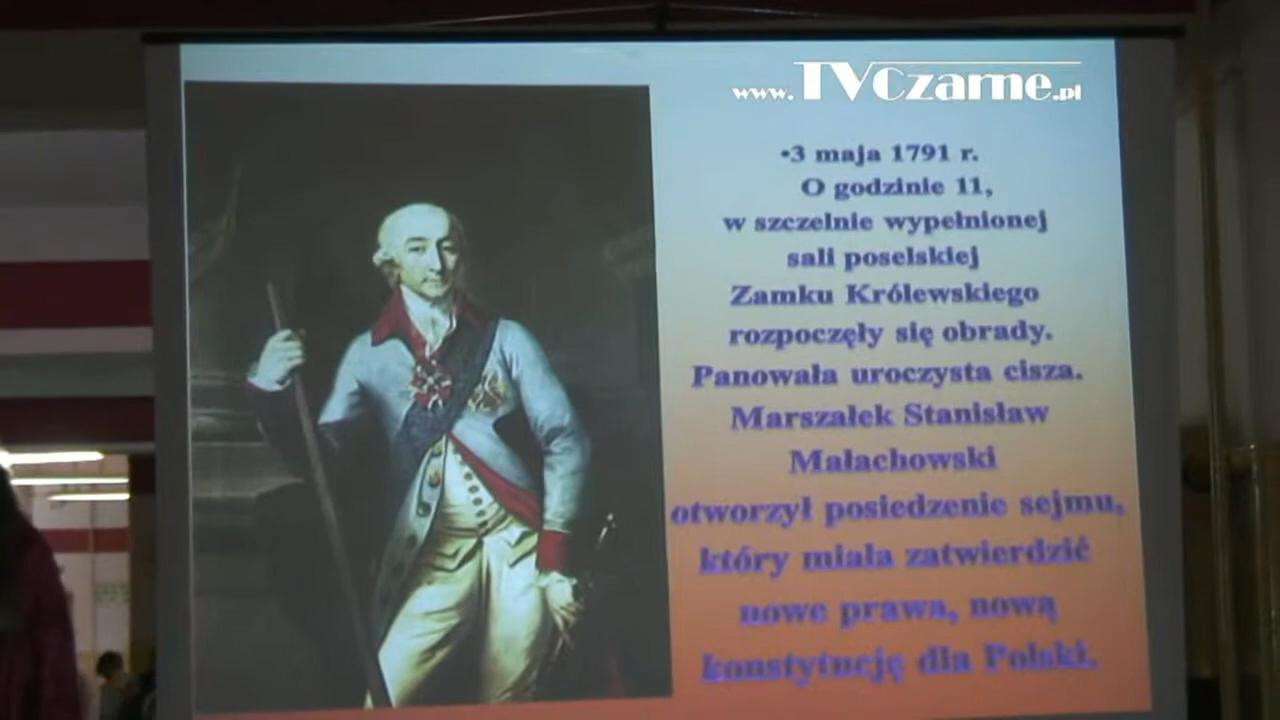 www.TVCzarne.pl
•3 maja 1791 r.
O godzinie 11,
w szczelnie wypełnionej
sali poselskiej
Zamku Królewskiego
rozpoczęły się obrady.
Panowała uroczysta cisza.
Marszałek Stanisław
Małachowski
otworzył posiedzenie sejmu,
który miała zatwierdzić
nowe prawa, nową
konstytucję dla Polski.